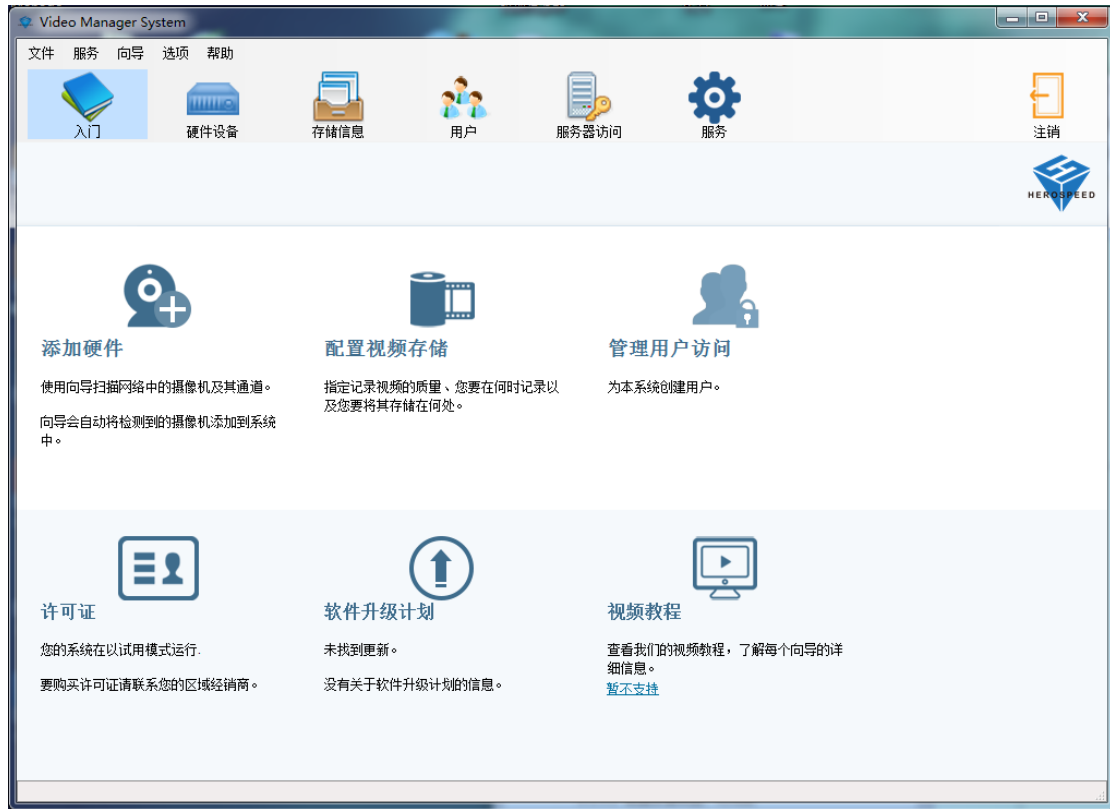 Video Manager System
文件 服务 向导 选项 帮助
入门 硬件设备 存储信息 用户 服务器访问 服务 注销
HEROSPEED
添加硬件
使用向导扫描网络中的摄像机及其通道。
向导会自动将检测到的摄像机添加到系统
中。
配置视频存储
指定记录视频的质量、您要在何时记录以
及您要将其存储在何处。
管理用户访问
为本系统创建用户。
许可证
您的系统在以试用模式运行.
要购买许可证请联系您的区域经销商。
软件升级计划
未找到更新。
没有关于软件升级计划的信息。
视频教程
查看我们的视频教程，了解每个向导的详
细信息。
暂不支持